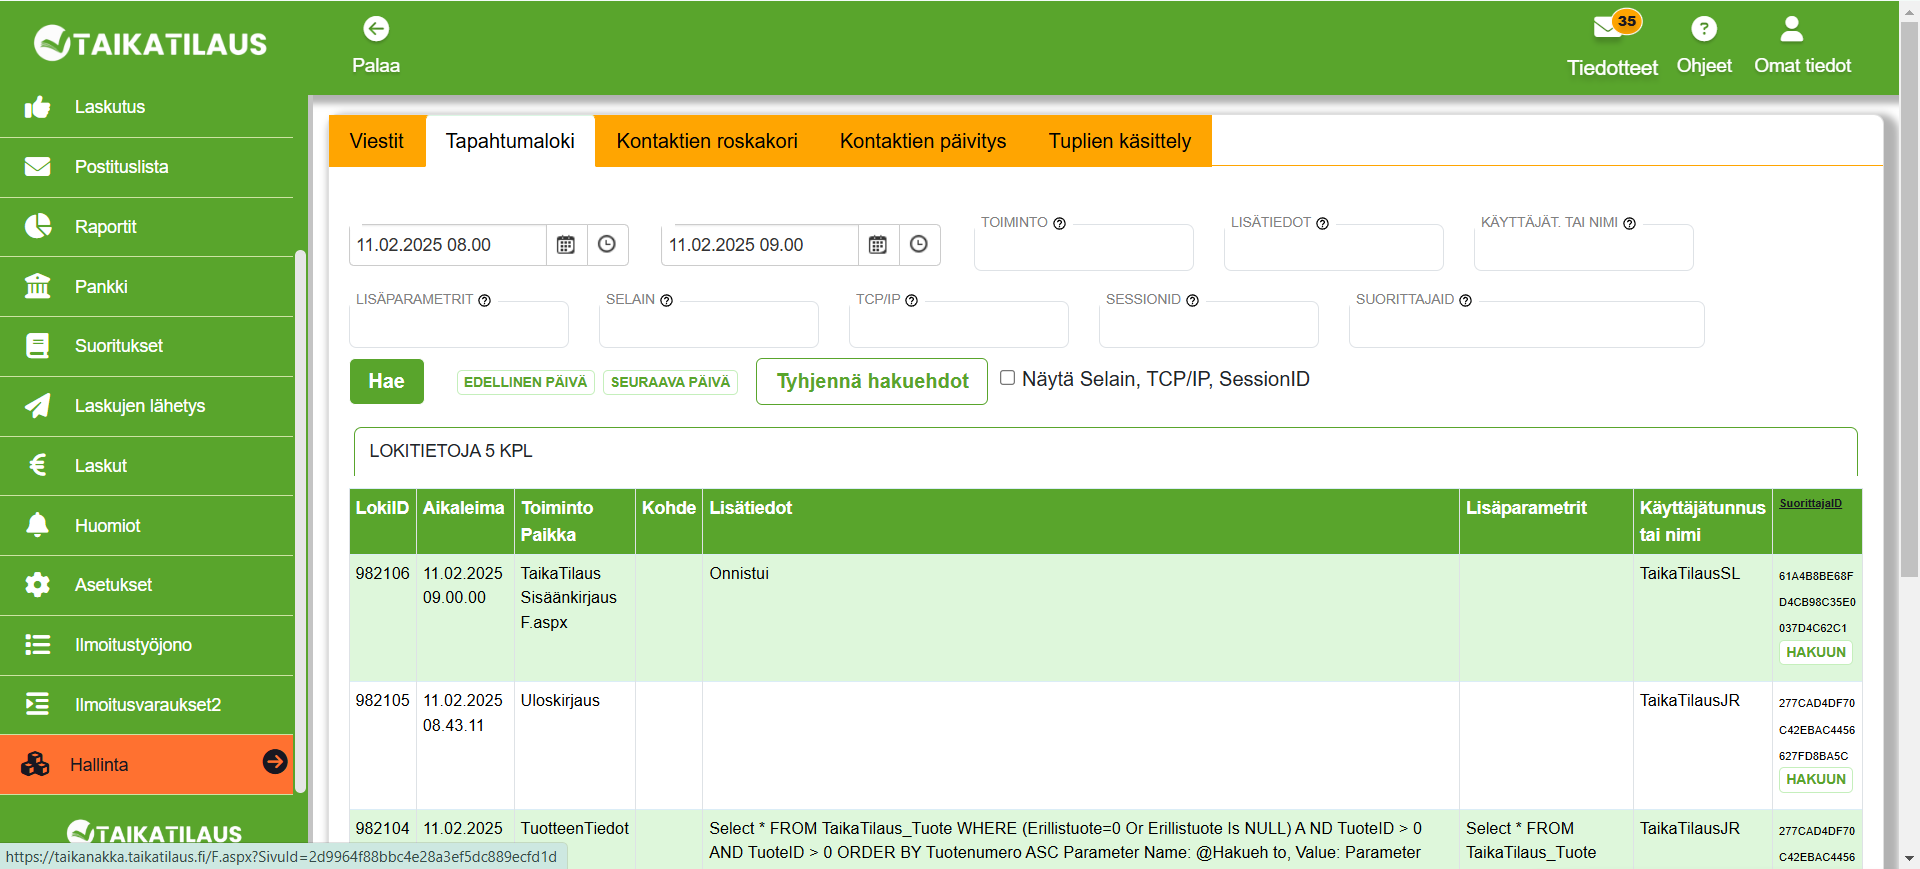 TAIKATILAUS
Palaa
35
Tiedotteet
Ohjeet
Omat tiedot
Laskutus
Postituslista
Raportit
Pankki
Suoritukset
Laskujen lähetys
Laskut
Huomiot
Asetukset
Ilmoitustyöjono
Ilmoitusvaraukset2
Hallinta
TAIKATILAUS
https://taikanakka.taikatilaus.fi/F.aspx?SivuId=2d9964f88bbc4e28a3ef5dc889ecfd1d
Viestit
Tapahtumaloki
Kontaktien roskakori
Kontaktien päivitys
Tuplien käsittely
11.02.2025 08.00
11.02.2025 09.00
TOIMINTO
LISÄTIEDOT
KÄYTTÄJÄT. TAI NIMI
LISÄPARAMETRIT
SELAIN
TCP/IP
SESSIONID
SUORITTAJAID
Hae
EDELLINEN PÄIVÄ
SEURAAVA PÄIVÄ
Tyhjennä hakuehdot
Näytä Selain, TCP/IP, SessionID
LOKITIETOJA 5 KPL
LokiID
Aikaleima
Toiminto
Paikka
Kohde
Lisätiedot
Lisäparametrit
Käyttäjätunnus
tai nimi
SuorittajaID
982106
11.02.2025
09.00.00
TaikaTilaus
Sisäänkirjaus
F.aspx
Onnistui
TaikaTilausSL
61A4B8BE68F
D4CB98C35E0
037D4C62C1
HAKUUN
982105
11.02.2025
08.43.11
Uloskirjaus
TaikaTilausJR
277CAD4DF70
C42EBAC4456
627FD8BA5C
HAKUUN
982104
11.02.2025
TuotteenTiedot
Select * FROM TaikaTilaus_Tuote WHERE (Erillistuote=0 Or Erillistuote Is NULL) A ND TuoteID > 0
AND TuoteID > 0 ORDER BY Tuotenumero ASC Parameter Name: @Hakueh to, Value: Parameter
Select * FROM
TaikaTilaus_Tuote
TaikaTilausJR
277CAD4DF70
C42EBAC4456